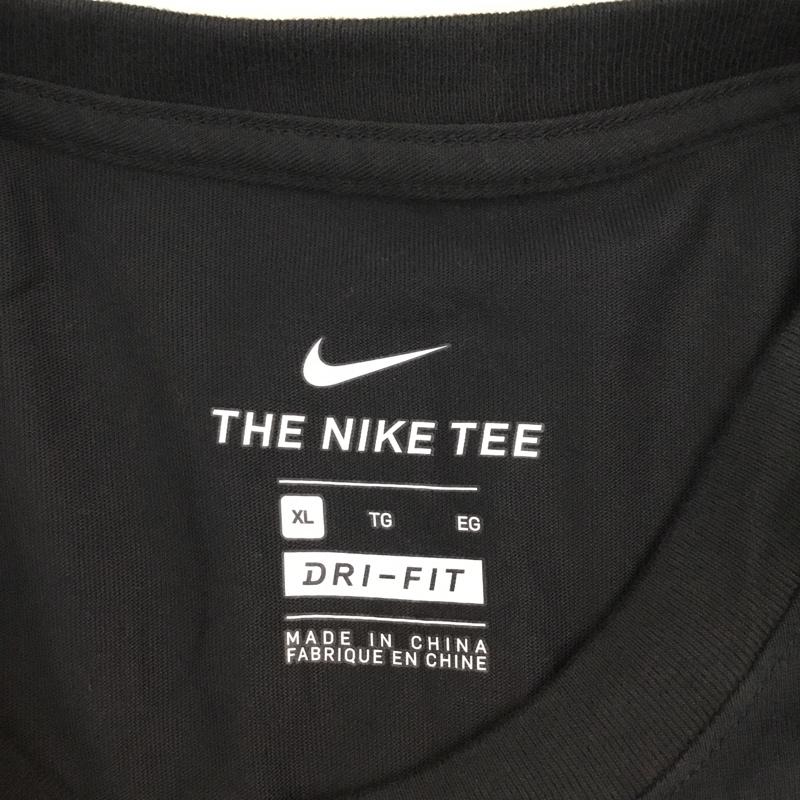 THE NIKE TEE
XL TG EG
DRI-FIT
MADE IN CHINA
FABRIQUE EN CHINE